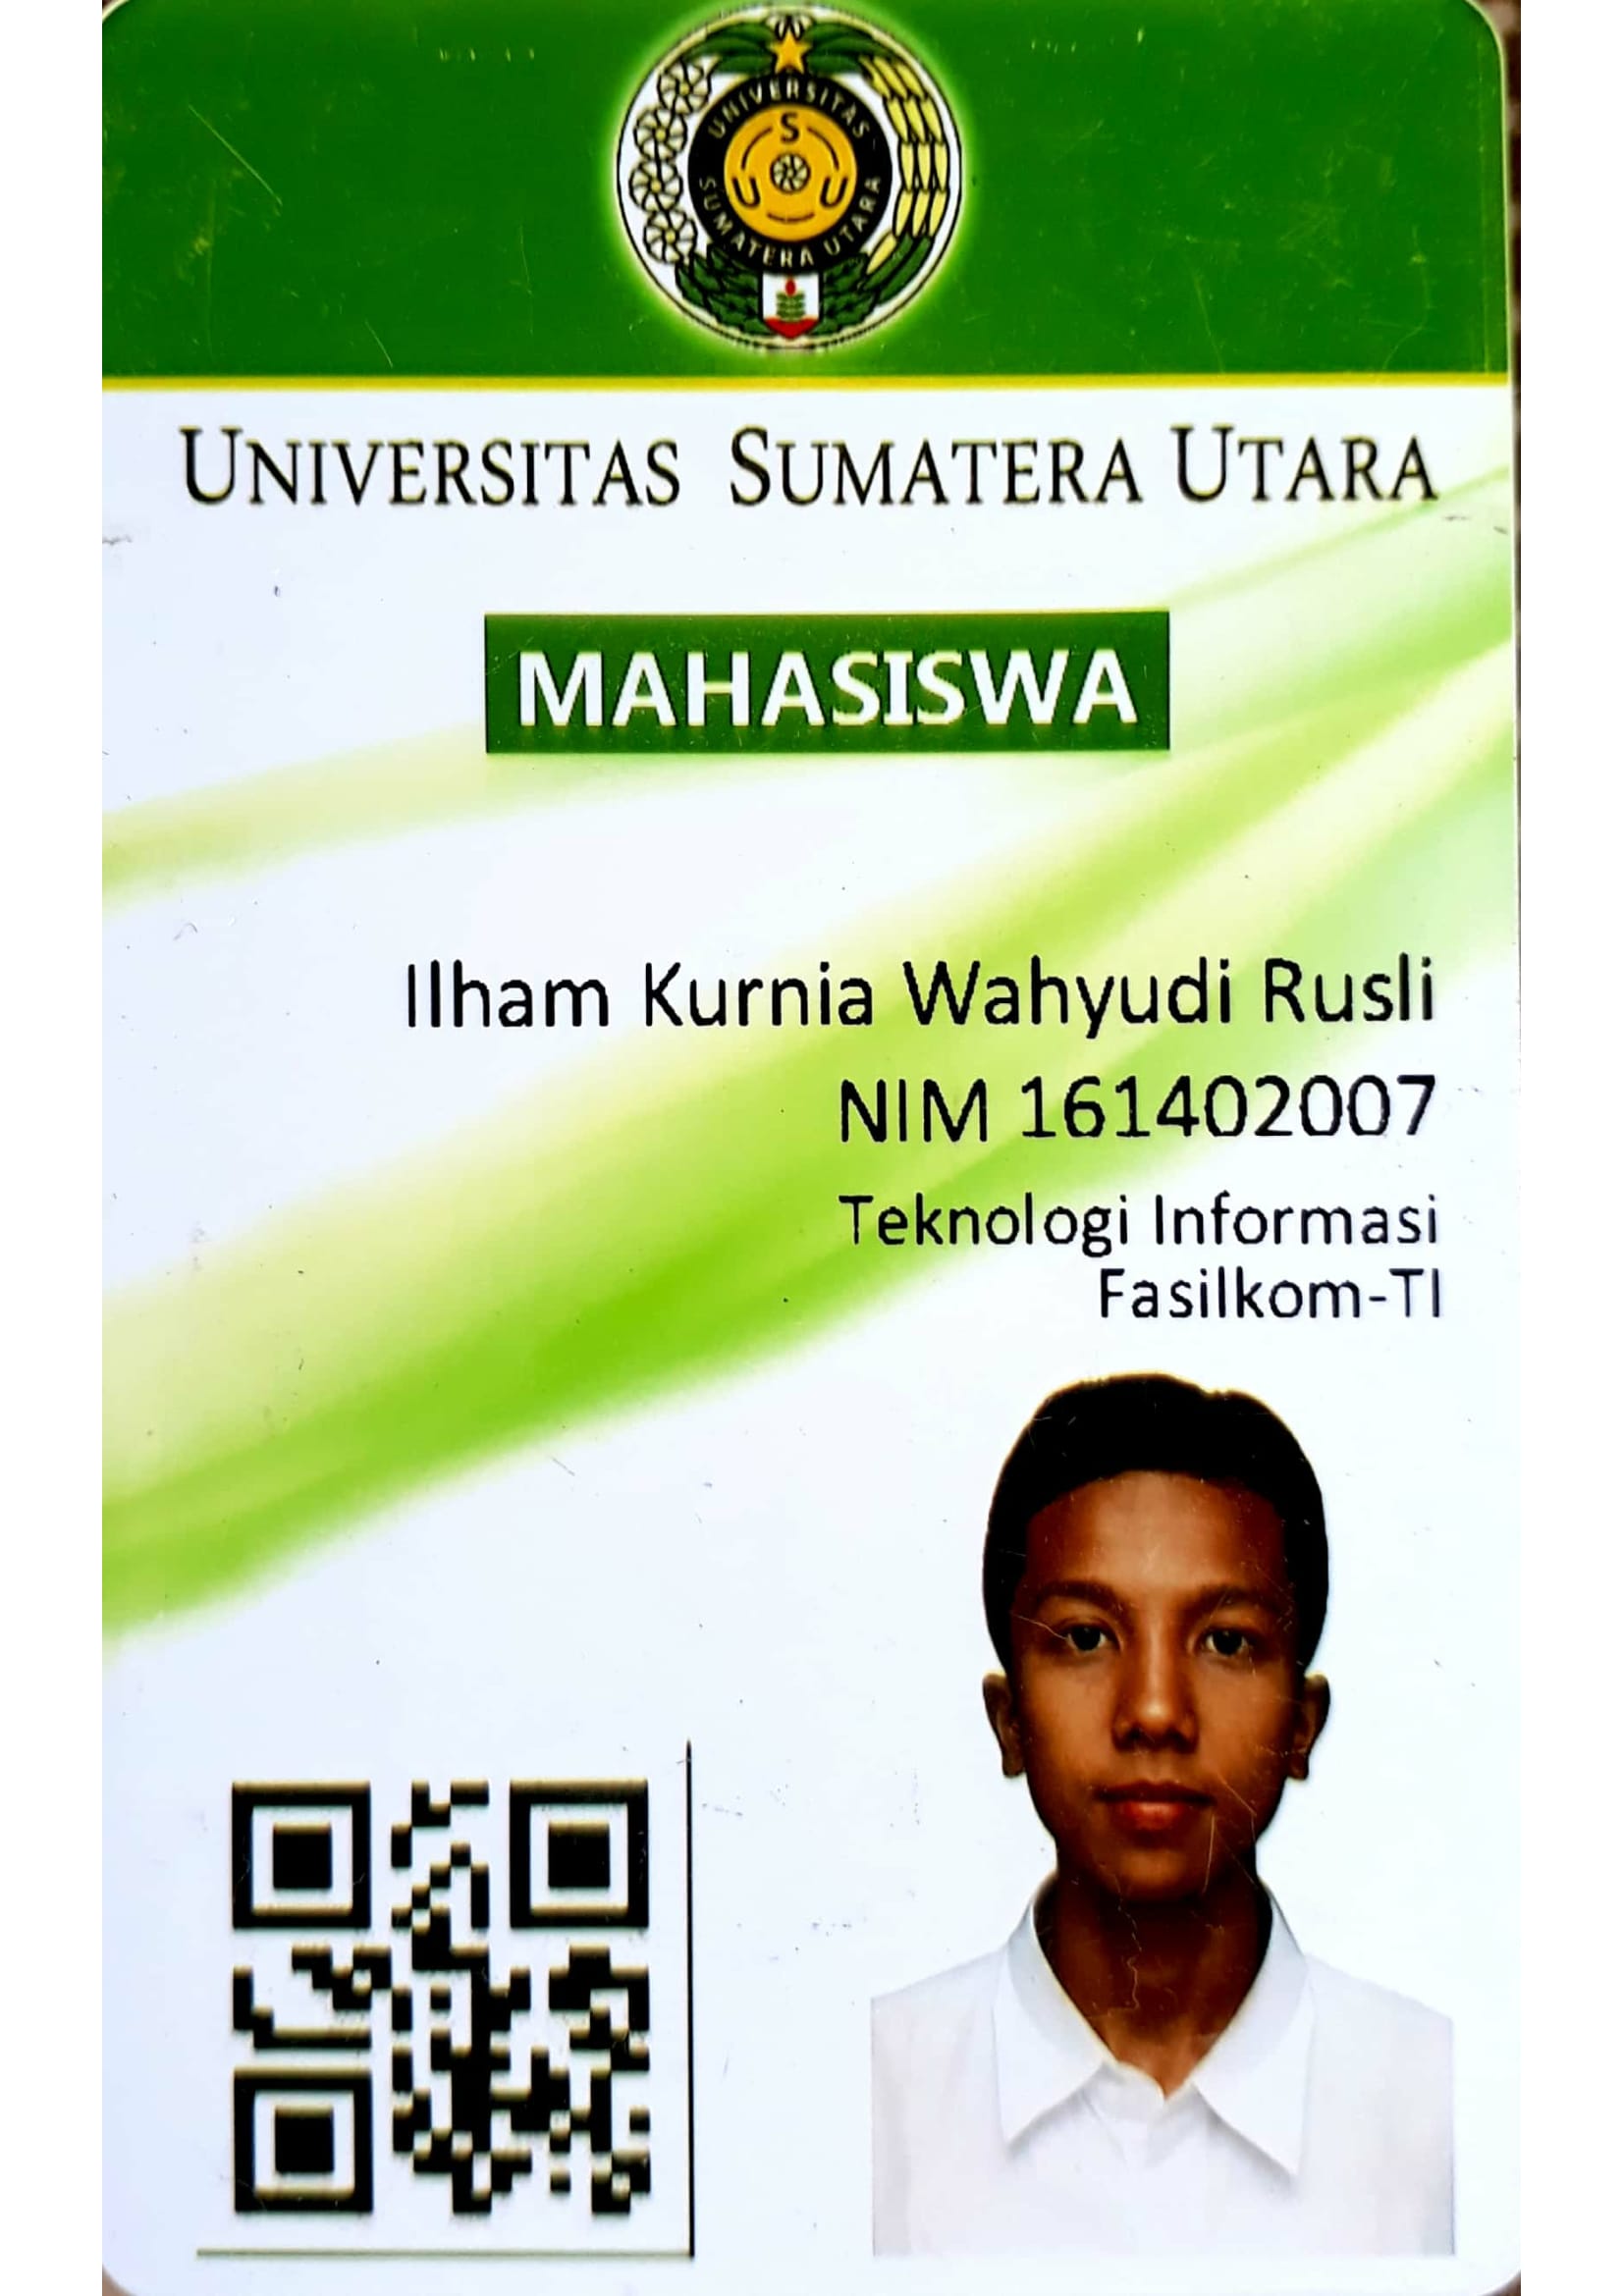 UNIVERSITAS SUMATERA UTARA
S
U U
UNIVERSITAS SUMATERA UTARA
MAHASISWA
Ilham Kurnia Wahyudi Rusli
NIM 161402007
Teknologi Informasi
Fasilkom-TI